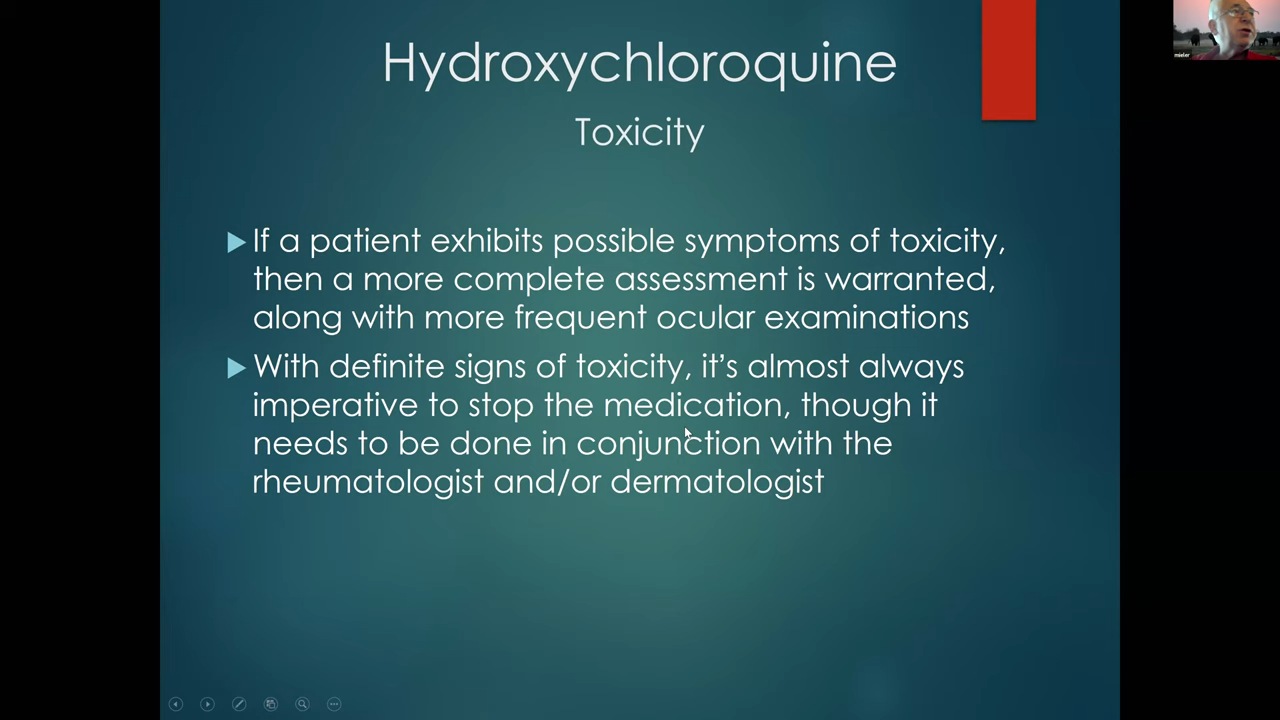 Hydroxychloroquine
Toxicity
If a patient exhibits possible symptoms of toxicity,
then a more complete assessment is warranted,
along with more frequent ocular examinations
With definite signs of toxicity, it's almost always
imperative to stop the medication, though it
needs to be done in conjunction with the
rheumatologist and/or dermatologist
mieler